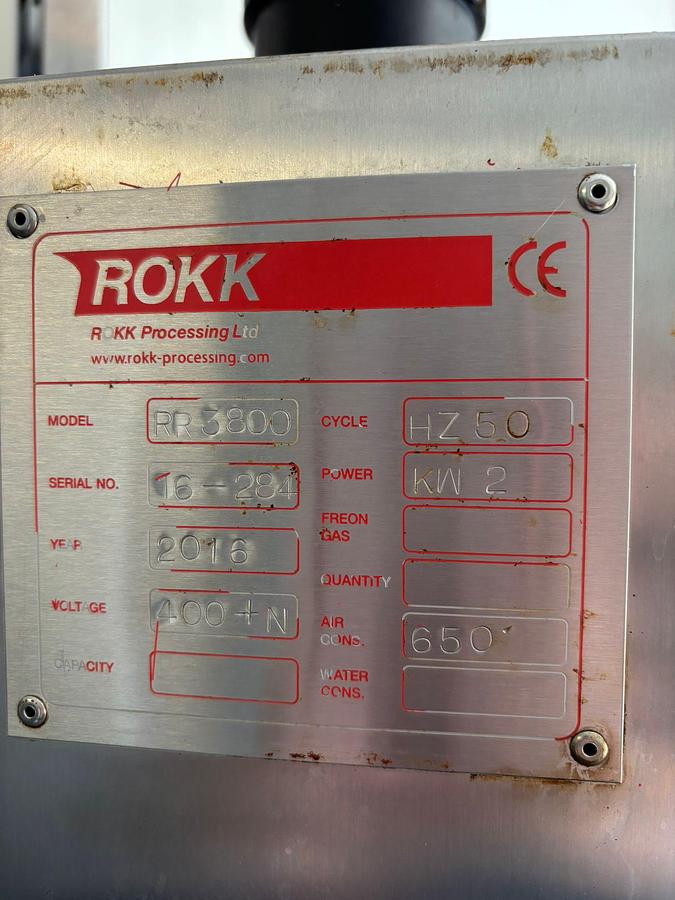 ROKK
CE
ROKK Processing Ltd
www.rokk-processing.com
MODEL RR3800
SERIAL NO. 16-284
YEAR 2016
VOLTAGE 400+N
CAPACITY
CYCLE HZ 50
POWER KW 2
FREON
GAS
QUANTITY
AIR
CONS. 650
WATER
CONS.